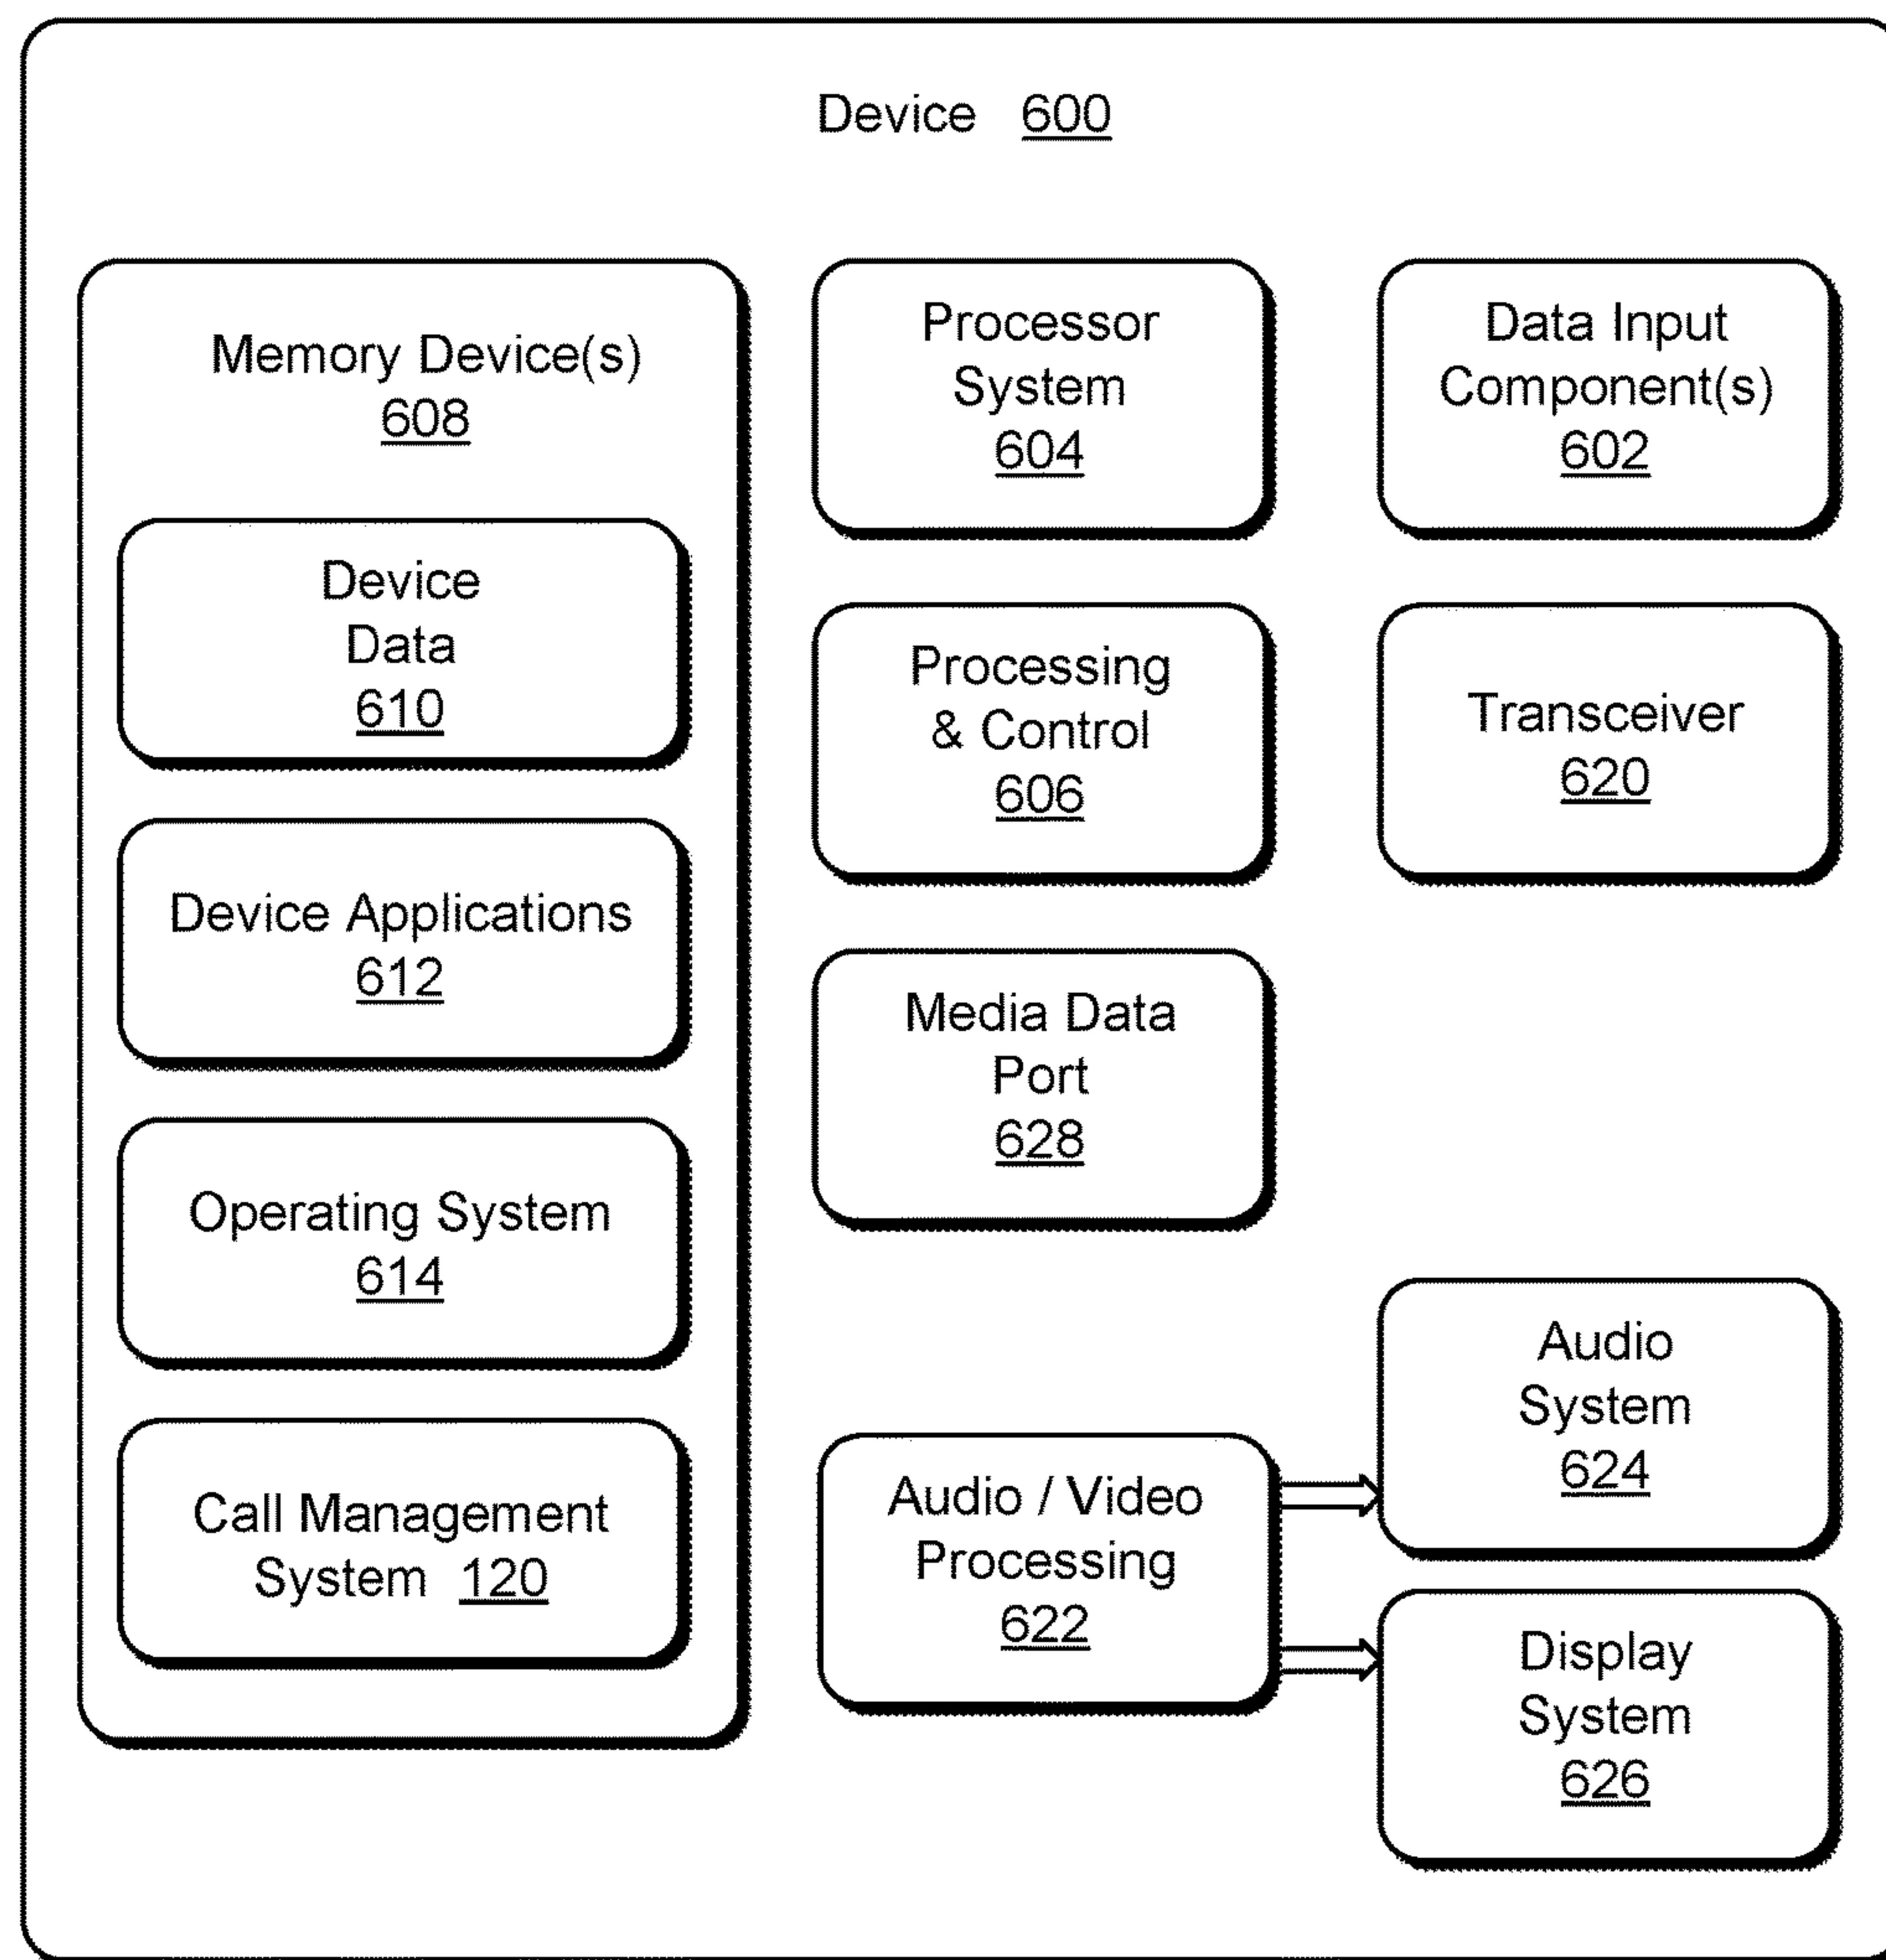 Device 600
Memory Device(s)
608
Device
Data
610
Device Applications
612
Operating System
614
Call Management
System 120
Processor
System
604
Data Input
Component(s)
602
Processing
& Control
606
Transceiver
620
Media Data
Port
628
Audio / Video
Processing
622
Audio
System
624
Display
System
626